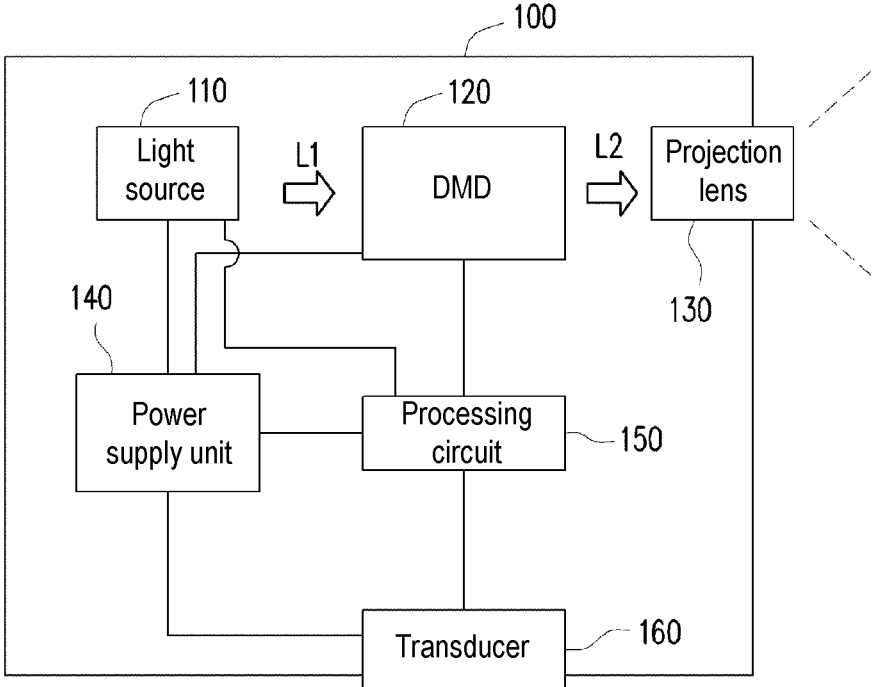 100
110
120
Light
source
L1
DMD
L2
Projection
lens
130
140
Power
supply unit
Processing
circuit
150
Transducer
160